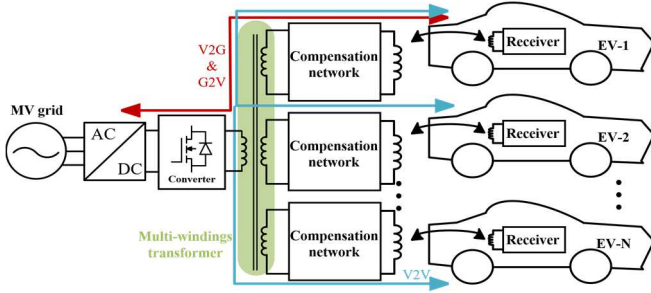 V2G
&
G2V
MV grid
AC
DC
Converter
Multi-windings
transformer
Compensation
network
Receiver
EV-1
Compensation
network
Receiver
EV-2
Compensation
network
Receiver
EV-N
V2V